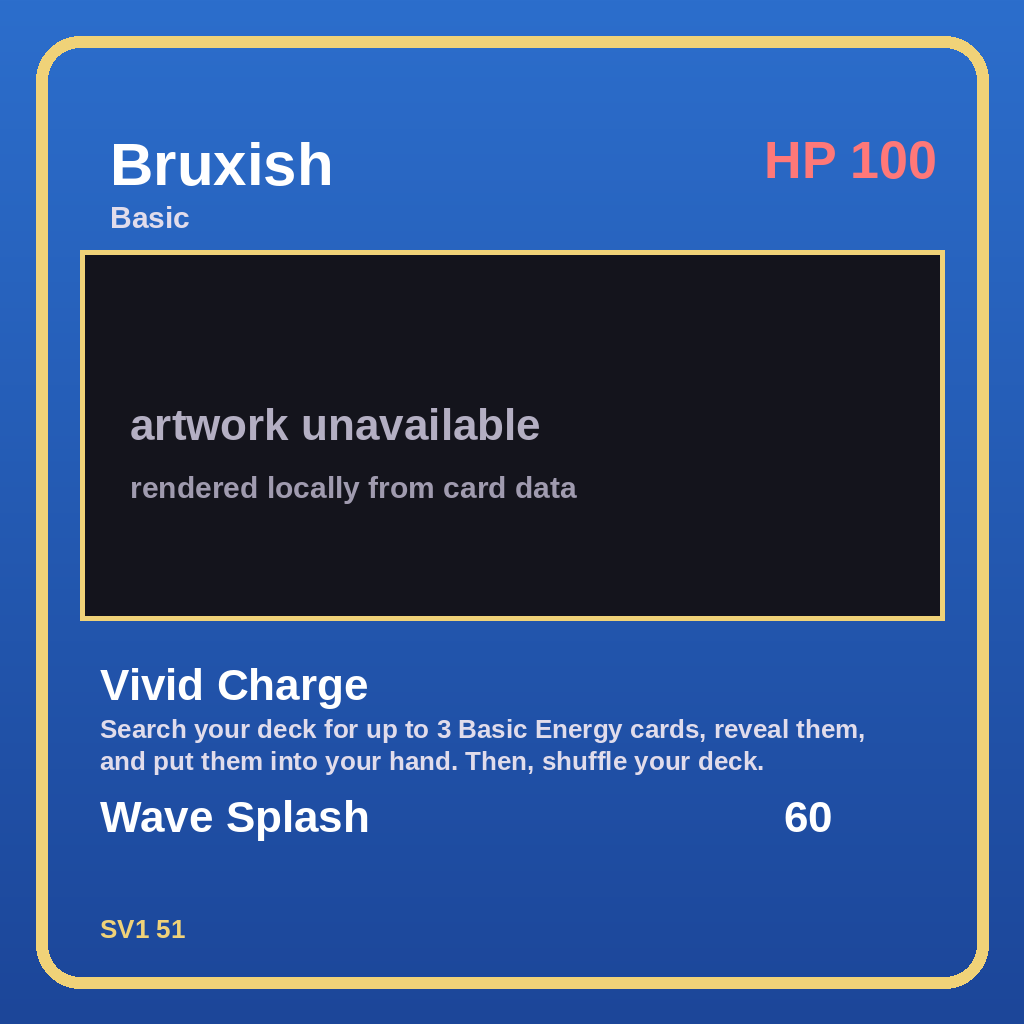 Bruxish
HP 100
Basic
artwork unavailable
rendered locally from card data
Vivid Charge
Search your deck for up to 3 Basic Energy cards, reveal them,
and put them into your hand. Then, shuffle your deck.
Wave Splash
60
SV1 51